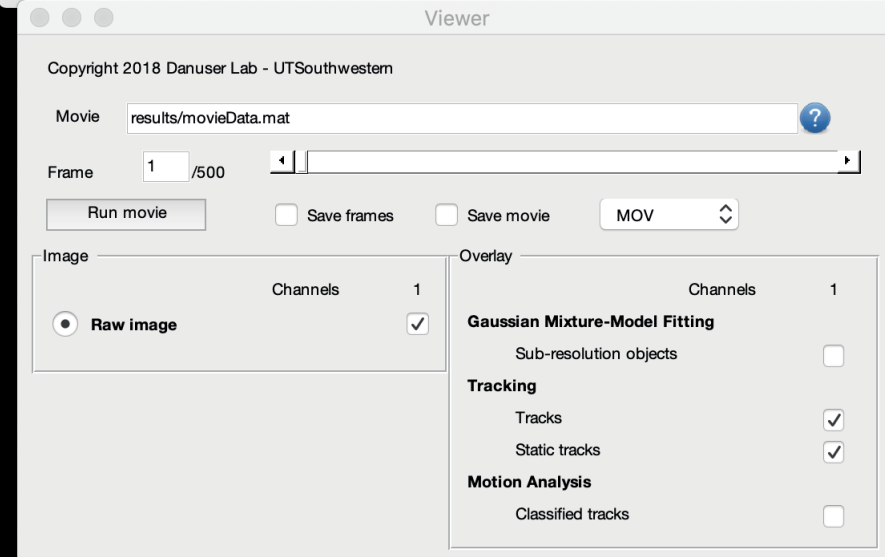 Viewer
Copyright 2018 Danuser Lab - UTSouthwestern
Movie results/movieData.mat ?
Frame 1 /500
Run movie Save frames Save movie MOV
Image
Channels 1
Raw image
Overlay
Channels 1
Gaussian Mixture-Model Fitting
Sub-resolution objects
Tracking
Tracks
Static tracks
Motion Analysis
Classified tracks